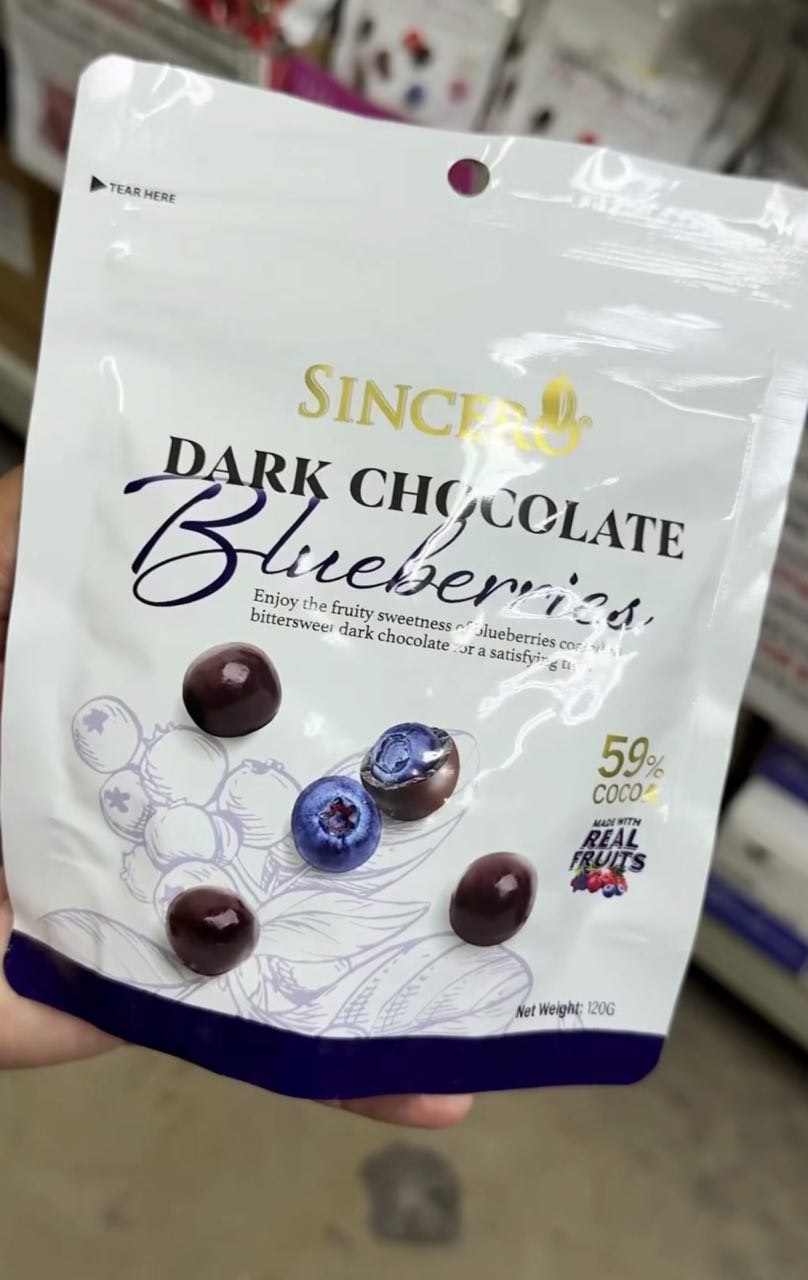 TEAR HERE
SINCERO
DARK CHOCOLATE
Blueberries
Enjoy the fruity sweetness of blueberries
bittersweet dark chocolate for a satisfying
59%
COCOA
MADE WITH
REAL
FRUITS
Net Weight: 120G